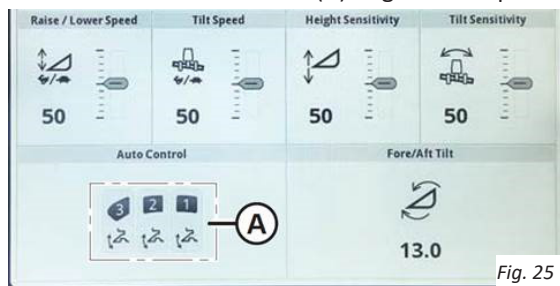 Raise / Lower Speed Tilt Speed Height Sensitivity Tilt Sensitivity
50 50 50 50
Auto Control Fore/Aft Tilt
3 2 1
A
13.0
Fig. 25